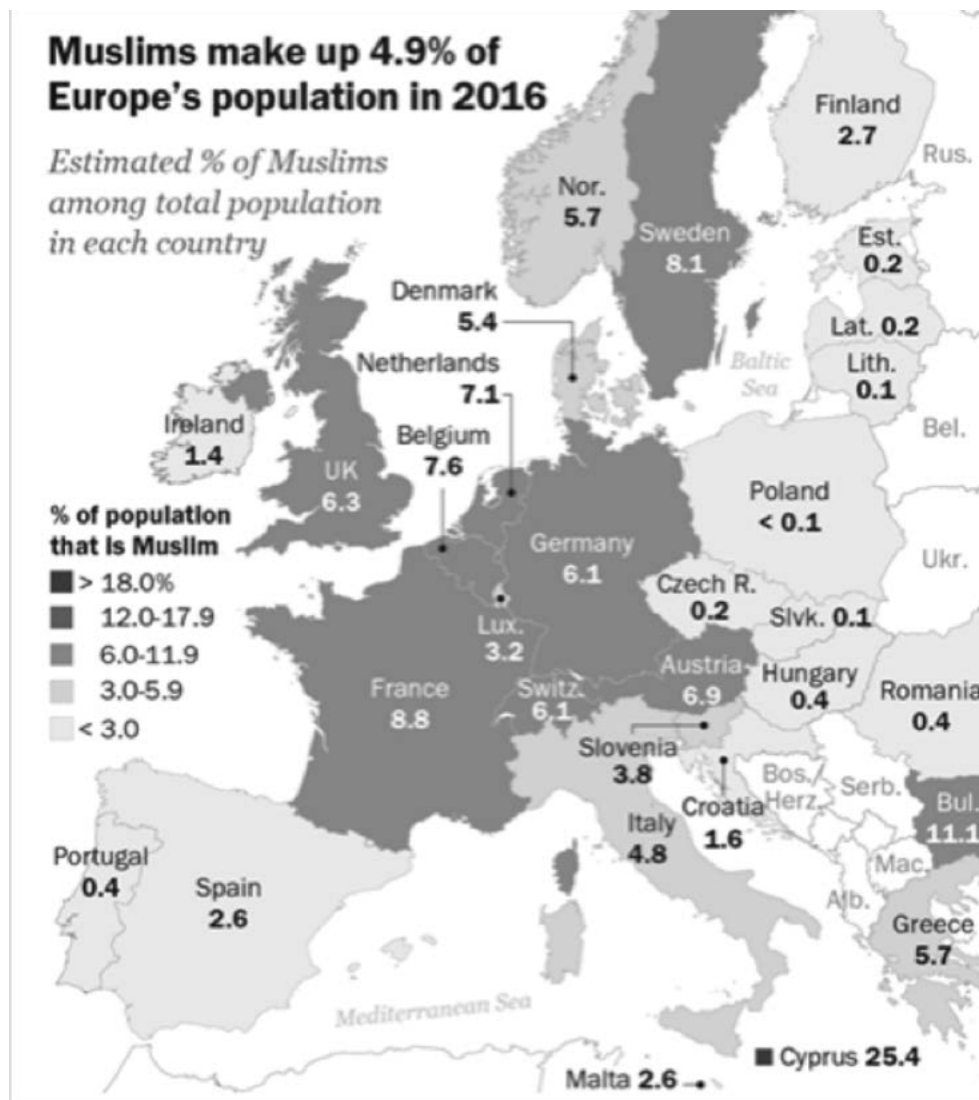 Muslims make up 4.9% of
Europe's population in 2016
Estimated % of Muslims
among total population
in each country
Finland
2.7
Rus.
Nor.
5.7
Sweden
8.1
Est.
0.2
Denmark
5.4
Lat. 0.2
Netherlands
7.1
Baltic
Sea
Lith.
0.1
Ireland
1.4
Belgium
7.6
Bel.
UK
6.3
Poland
< 0.1
% of population
that is Muslim
> 18.0%
12.0-17.9
6.0-11.9
3.0-5.9
< 3.0
Germany
6.1
Ukr.
Czech R.
0.2
Slvk. 0.1
Lux.
3.2
France
8.8
Switz.
6.1
Austria
6.9
Hungary
0.4
Romania
0.4
Slovenia
3.8
Bos./
Herz.
Serb.
Croatia
1.6
Bul.
11.1
Italy
4.8
Portugal
0.4
Spain
2.6
Mac.
Alb.
Greece
5.7
Mediterranean Sea
Cyprus 25.4
Malta 2.6